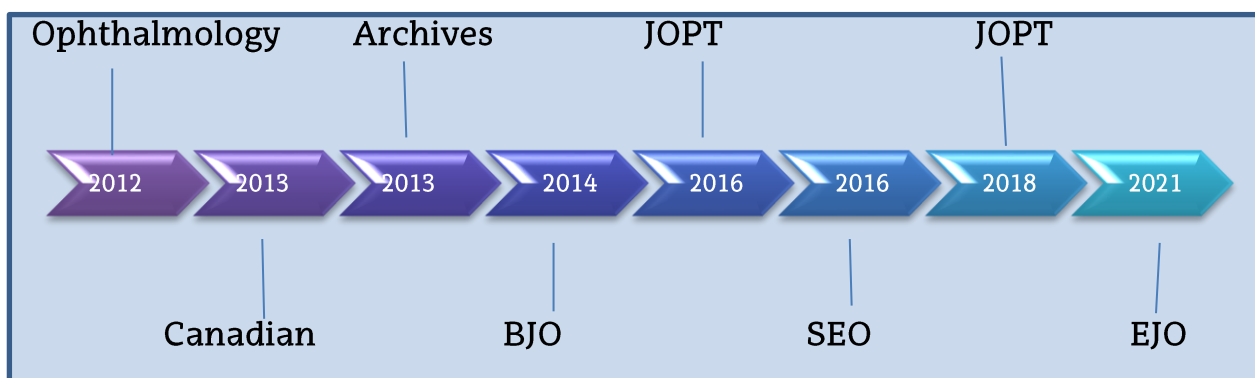 Ophthalmology Archives JOPT JOPT
2012 2013 2013 2014 2016 2016 2018 2021
Canadian BJO SEO EJO